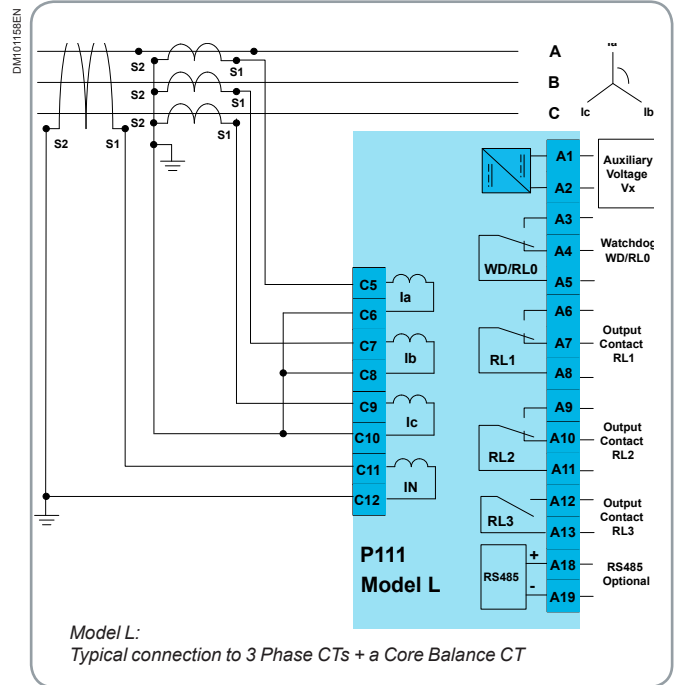 DM101158EN
A
B
C
Ia
Ic
Ib
S2
S1
S2
S1
S2
S1
S2
S1
A1
A2
Auxiliary
Voltage
Vx
A3
A4
A5
WD/RL0
Watchdog
WD/RL0
C5
C6
Ia
C7
C8
Ib
C9
C10
Ic
C11
C12
IN
A6
A7
A8
RL1
Output
Contact
RL1
A9
A10
A11
RL2
Output
Contact
RL2
A12
A13
RL3
Output
Contact
RL3
A18
A19
RS485
+
-
RS485
Optional
P111
Model L
Model L:
Typical connection to 3 Phase CTs + a Core Balance CT